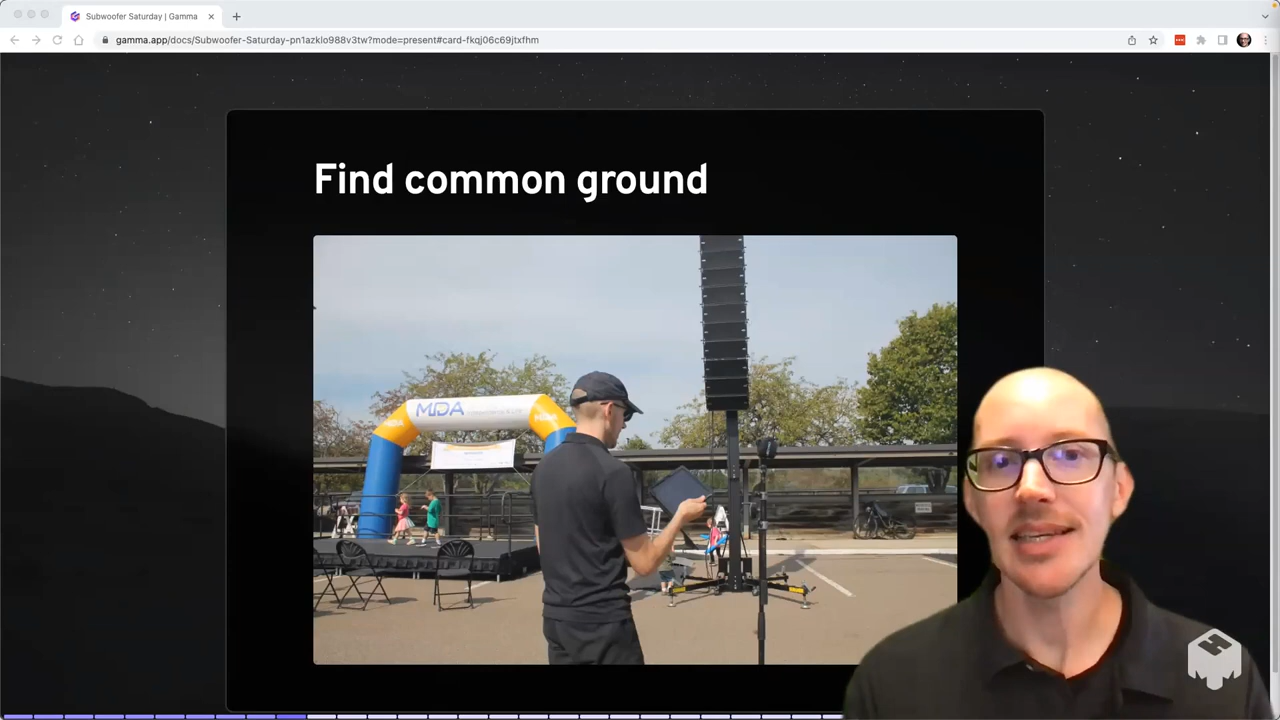 Subwoofer Saturday | Gamma
gamma.app/docs/Subwoofer-Saturday-pn1azklo988v3tw?mode=present#card-fkqj06c69jtxfhm
Find common ground
MDA